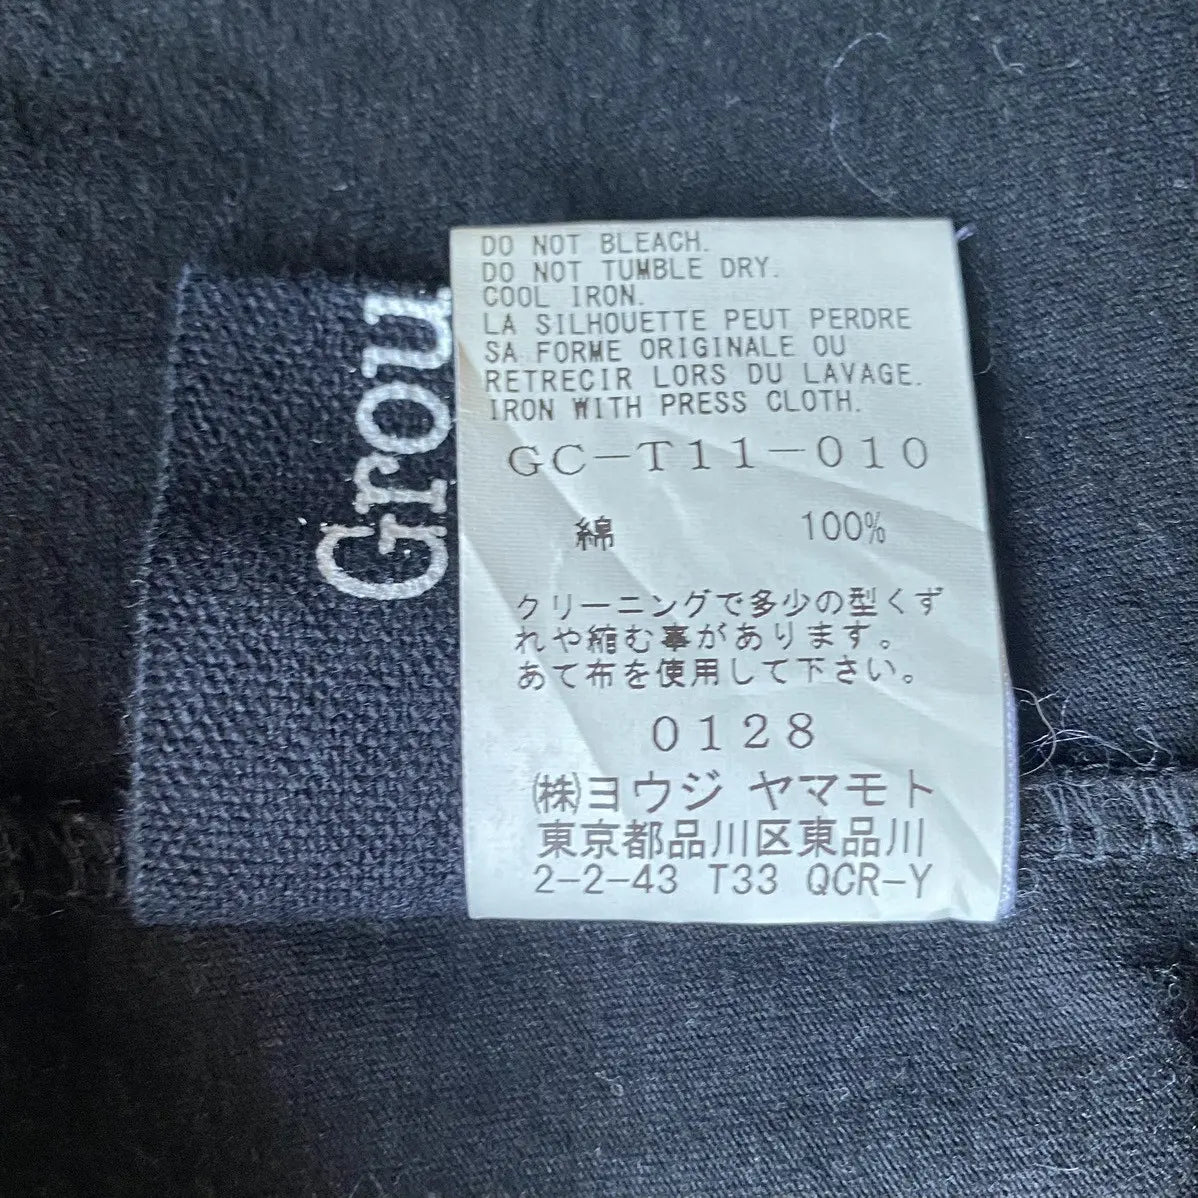 Grou
DO NOT BLEACH.
DO NOT TUMBLE DRY.
COOL IRON.
LA SILHOUETTE PEUT PERDRE
SA FORME ORIGINALE OU
RETRECIR LORS DU LAVAGE.
IRON WITH PRESS CLOTH.
GC-T11-010
綿 100%
クリーニングで多少の型くず
れや縮む事があります。
あて布を使用して下さい。
0128
㈱ヨウジ ヤマモト
東京都品川区東品川
2-2-43 T33 QCR-Y